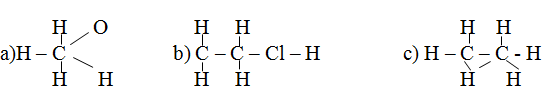 H O H H H H
a)H – C b) C – C – Cl – H c) H – C – C - H
H H H H H H